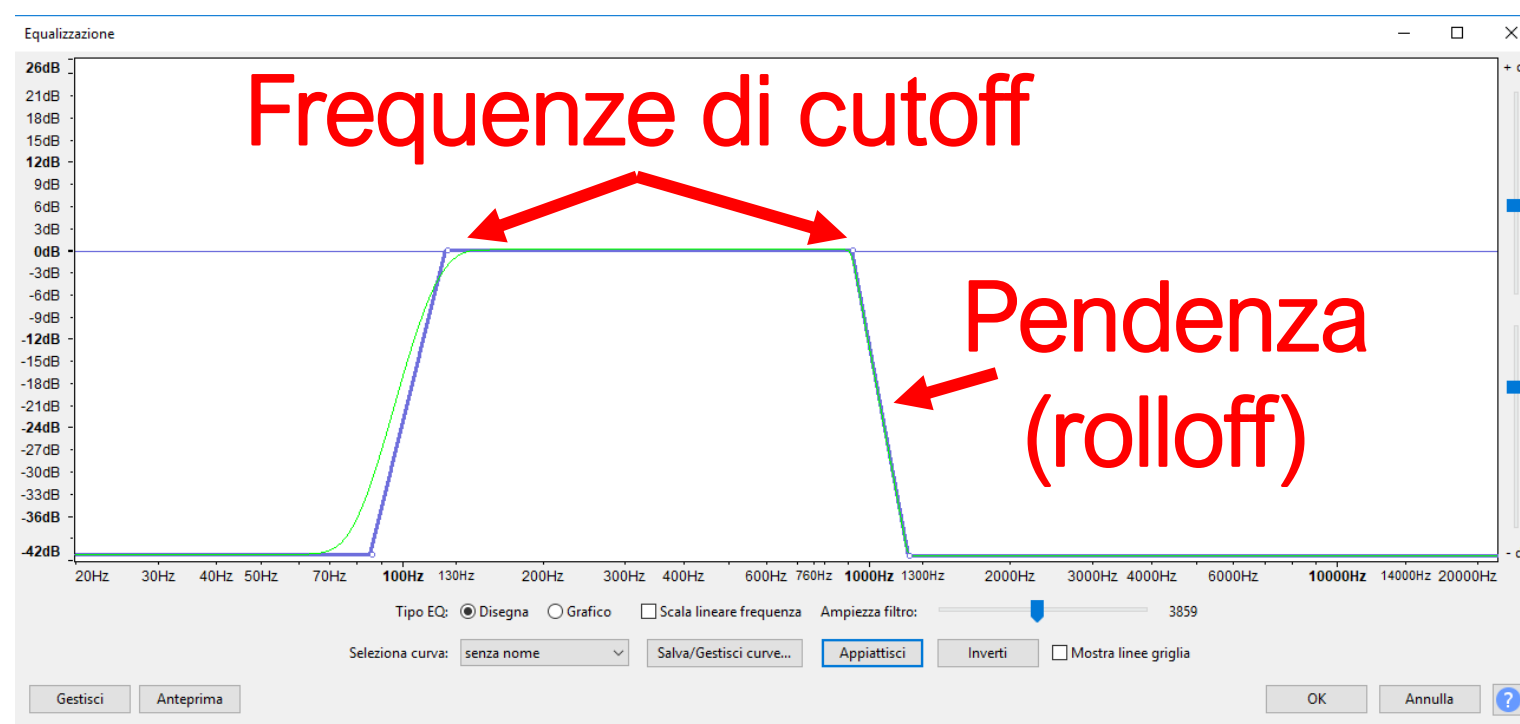 Equalizzazione
26dB
21dB
18dB
15dB
12dB
9dB
6dB
3dB
0dB
-3dB
-6dB
-9dB
-12dB
-15dB
-18dB
-21dB
-24dB
-27dB
-30dB
-33dB
-36dB
-42dB
+ d
Frequenze di cutoff
Pendenza
(rolloff)
- d
20Hz 30Hz 40Hz 50Hz 70Hz 100Hz 130Hz 200Hz 300Hz 400Hz 600Hz 760Hz 1000Hz 1300Hz 2000Hz 3000Hz 4000Hz 6000Hz 10000Hz 14000Hz 20000Hz
Tipo EQ: Disegna Grafico Scala lineare frequenza Ampiezza filtro: 3859
Seleziona curva: senza nome Salva/Gestisci curve... Appiattisci Inverti Mostra linee griglia
Gestisci Anteprima OK Annulla ?